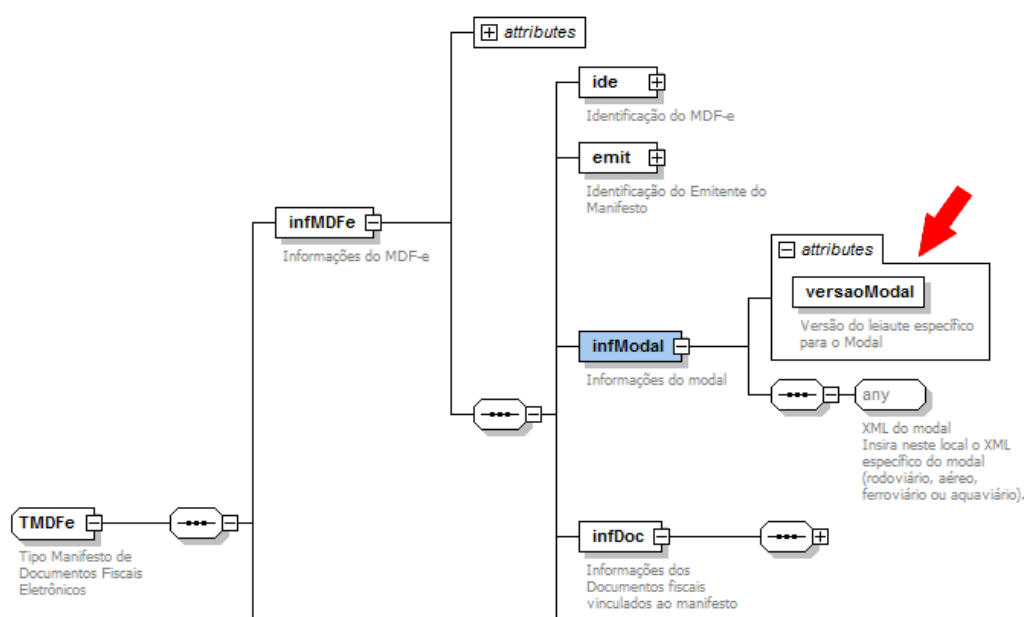 attributes
ide
Identificação do MDF-e
emit
Identificação do Emitente do
Manifesto
infMDFe
Informações do MDF-e
attributes
versaoModal
Versão do leiaute específico
para o Modal
infModal
Informações do modal
any
XML do modal
Insira neste local o XML
específico do modal
(rodoviário, aéreo,
ferroviário ou aquaviário).
TMDFe
Tipo Manifesto de
Documentos Fiscais
Eletrônicos
infDoc
Informações dos
Documentos fiscais
vinculados ao manifesto